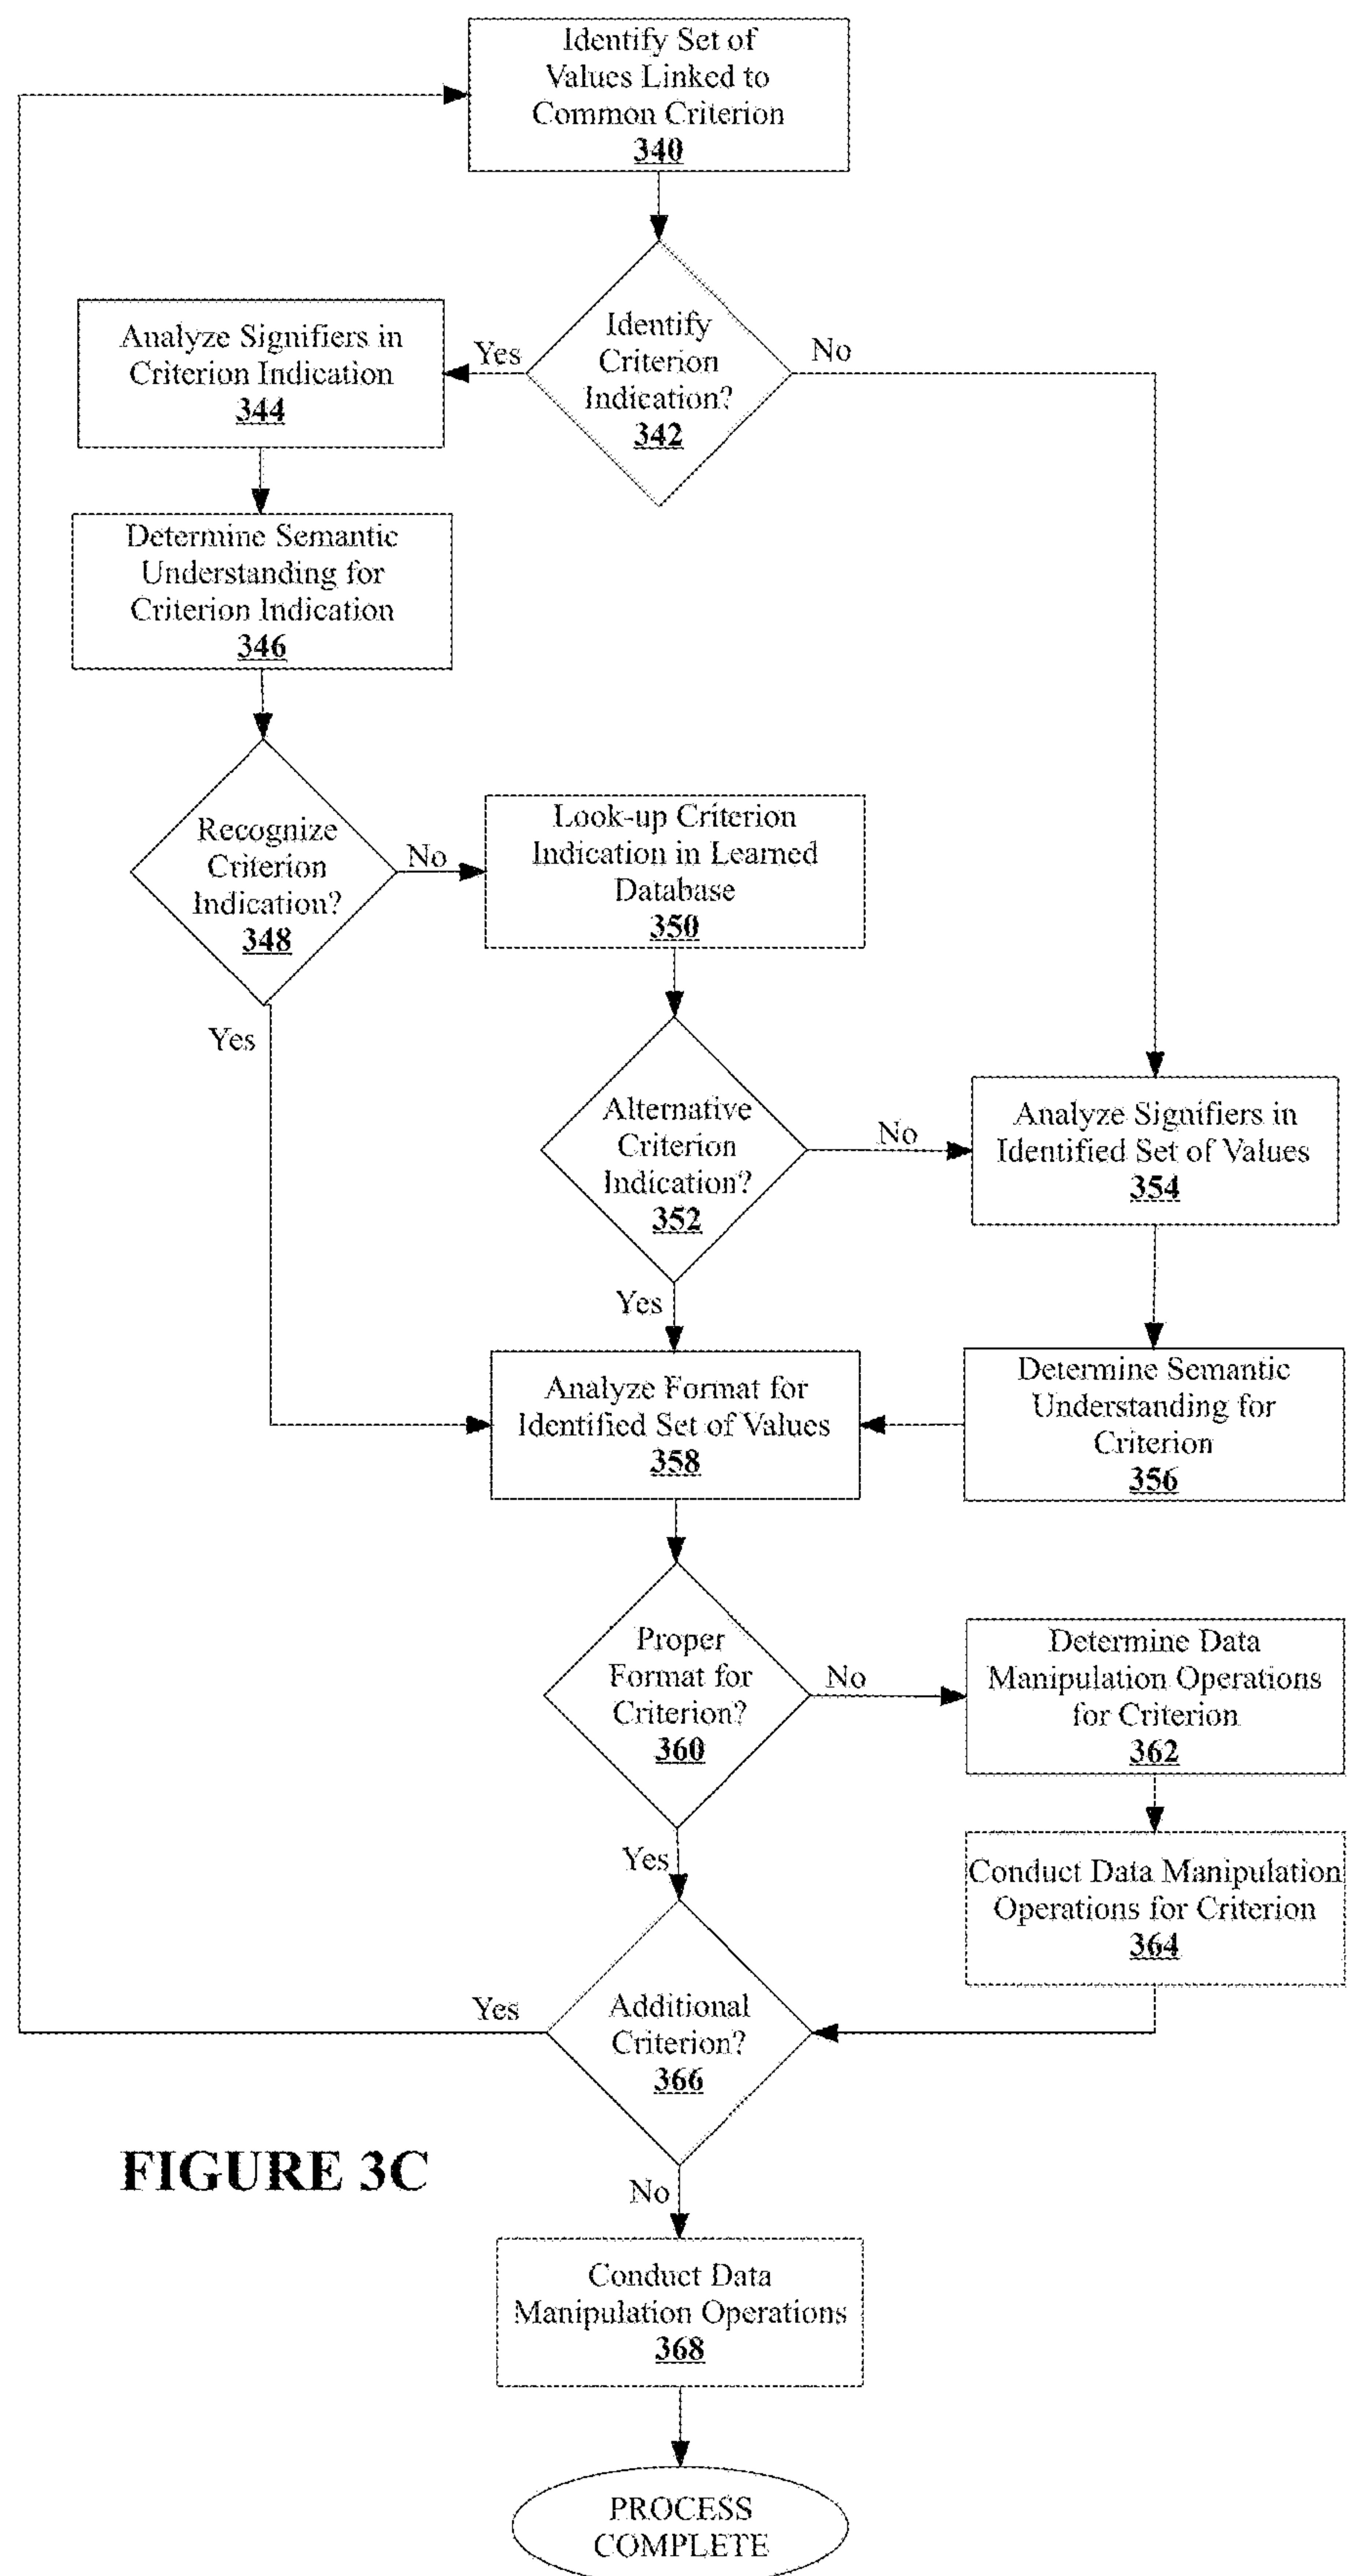 Identify Set of
Values Linked to
Common Criterion
340
Identify
Criterion
Indication?
342
Yes
No
Analyze Signifiers in
Criterion Indication
344
Determine Semantic
Understanding for
Criterion Indication
346
Recognize
Criterion
Indication?
348
No
Yes
Look-up Criterion
Indication in Learned
Database
350
Alternative
Criterion
Indication?
352
No
Yes
Analyze Signifiers in
Identified Set of Values
354
Determine Semantic
Understanding for
Criterion
356
Analyze Format for
Identified Set of Values
358
Proper
Format for
Criterion?
360
No
Yes
Determine Data
Manipulation Operations
for Criterion
362
Conduct Data Manipulation
Operations for Criterion
364
Additional
Criterion?
366
Yes
No
FIGURE 3C
Conduct Data
Manipulation Operations
368
PROCESS
COMPLETE